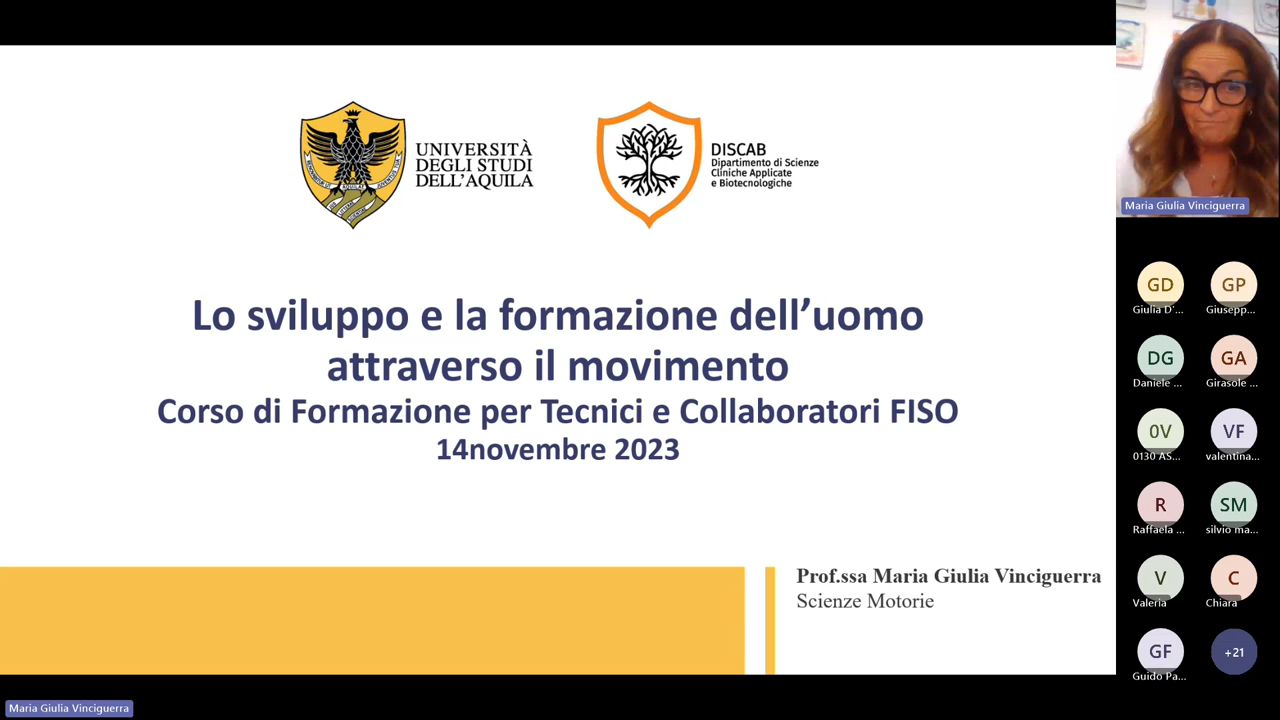 UNIVERSITÀ
DEGLI STUDI
DELL'AQUILA
DISCAB
Dipartimento di Scienze
Cliniche Applicate
e Biotecnologiche
Lo sviluppo e la formazione dell’uomo
attraverso il movimento
Corso di Formazione per Tecnici e Collaboratori FISO
14novembre 2023
Prof.ssa Maria Giulia Vinciguerra
Scienze Motorie
Maria Giulia Vinciguerra
GD
GP
Giulia D'...
Giusepp...
DG
GA
Daniele ...
Girasole ...
0V
VF
0130 AS...
valentina...
R
SM
Raffaela ...
silvio ma...
V
C
Valeria
Chiara
GF
+21
Guido Pa...
Maria Giulia Vinciguerra